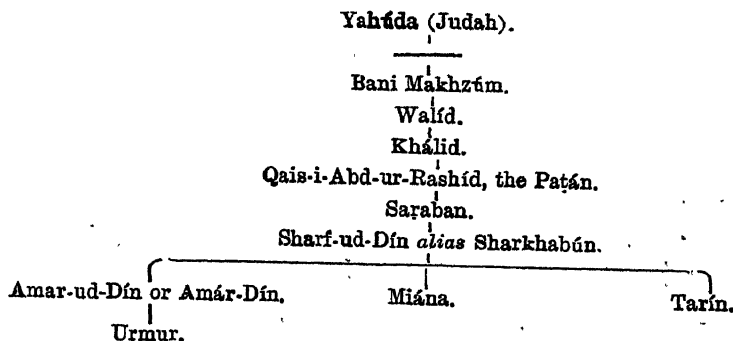 Yahúda (Judah).
Bani Makhzúm.
Walíd.
Khálid.
Qais-i-Abd-ur-Rashíd, the Paṭán.
Saṛaban.
Sharf-ud-Dín alias Sharkhabún.
Amar-ud-Dín or Amár-Dín. Miána. Tarín.
Urmur.